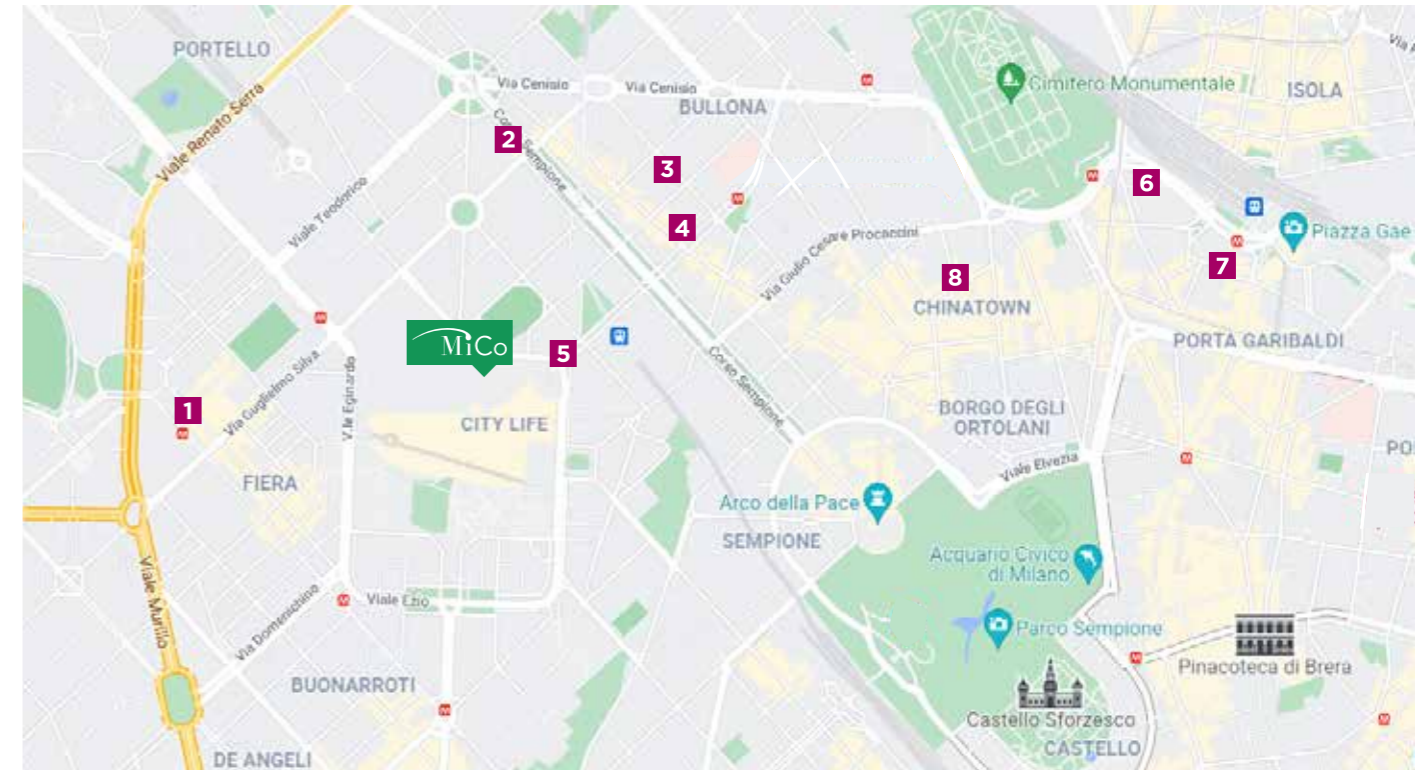 PORTELLO
Viale Renato Serra
Via Cenisio
Via Cenisio
BULLONA
Cimitero Monumentale
ISOLA
2
Corso Sempione
3
6
Viale Teodorico
4
Via Giulio Cesare Procaccini
Piazza Gae
7
8
CHINATOWN
MiCo
5
PORTA GARIBALDI
Via Guglielmo Silva
V.le Eginardo
Corso Sempione
1
CITY LIFE
BORGO DEGLI
ORTOLANI
Viale Elvezia
FIERA
Arco della Pace
SEMPIONE
Acquario Civico
di Milano
Viale Murillo
Viale Ezio
Via Domenichino
Parco Sempione
Pinacoteca di Brera
BUONARROTI
Castello Sforzesco
CASTELLO
DE ANGELI